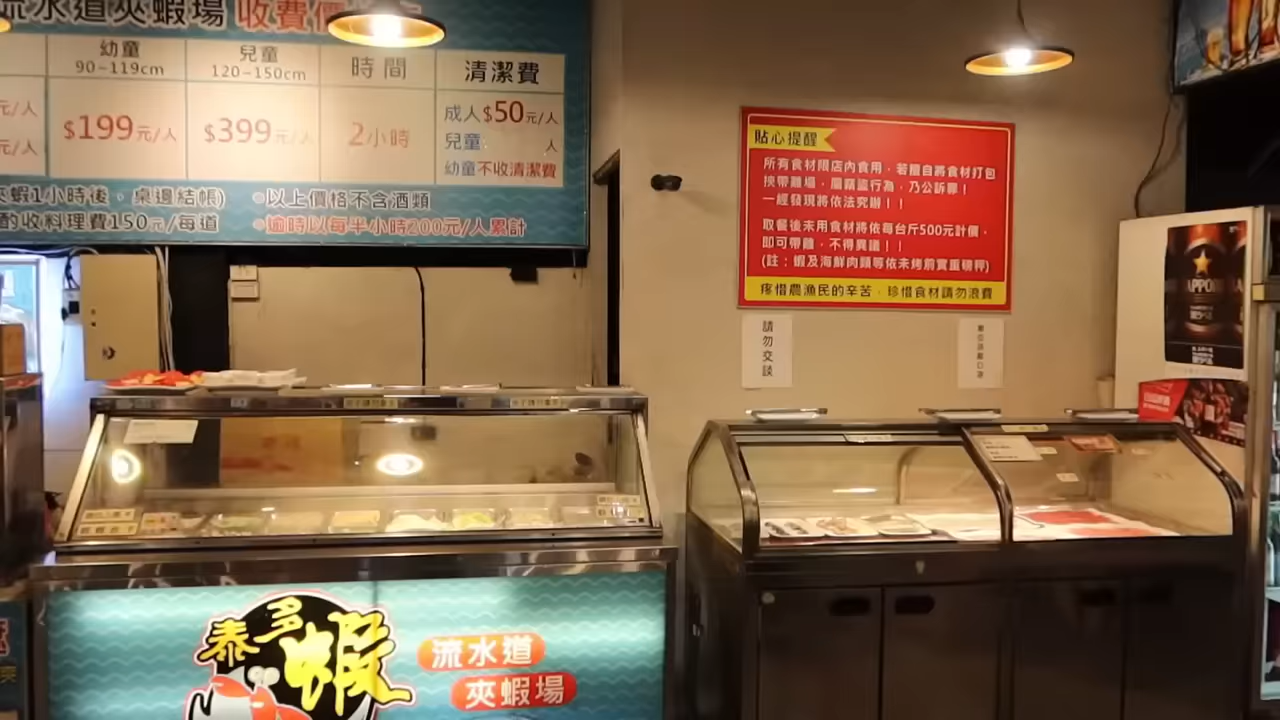 流水道夾蝦場 收費價
幼童
90-119cm
兒童
120-150cm
時間
清潔費
元/人
元/人
$199元/人
$399元/人
2小時
成人$50元/人
兒童 人
幼童不收清潔費
夾蝦1小時後,桌邊結帳)
◦以上價格不含酒類
酌收料理費150元/每道
◦逾時以每半小時200元/人累計
貼心提醒
所有食材限店內食用,若擅自將食材打包
挾帶離場,屬竊盜行為,乃公訴罪!
一經發現將依法究辦!!
取餐後未用食材將依每台斤500元計價,
即可帶離,不得異議!!
(註:蝦及海鮮肉類等依未烤前實重磅秤)
疼惜農漁民的辛苦,珍惜食材請勿浪費
請勿交談
SAPPORO
泰多蝦
流水道
夾蝦場